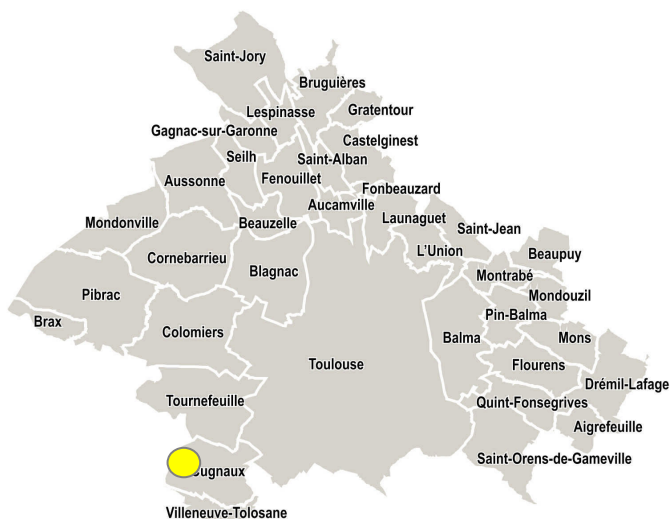 Saint-Jory
Bruguières
Lespinasse
Gratentour
Gagnac-sur-Garonne
Castelginest
Seilh
Saint-Alban
Aussonne
Fenouillet
Fonbeauzard
Aucamville
Launaguet
Mondonville
Beauzelle
Saint-Jean
L'Union
Beaupuy
Cornebarrieu
Blagnac
Montrabé
Pibrac
Mondouzil
Pin-Balma
Brax
Colomiers
Balma
Mons
Toulouse
Flourens
Drémil-Lafage
Tournefeuille
Quint-Fonsegrives
Aigrefeuille
Saint-Orens-de-Gameville
ugnaux
Villeneuve-Tolosane